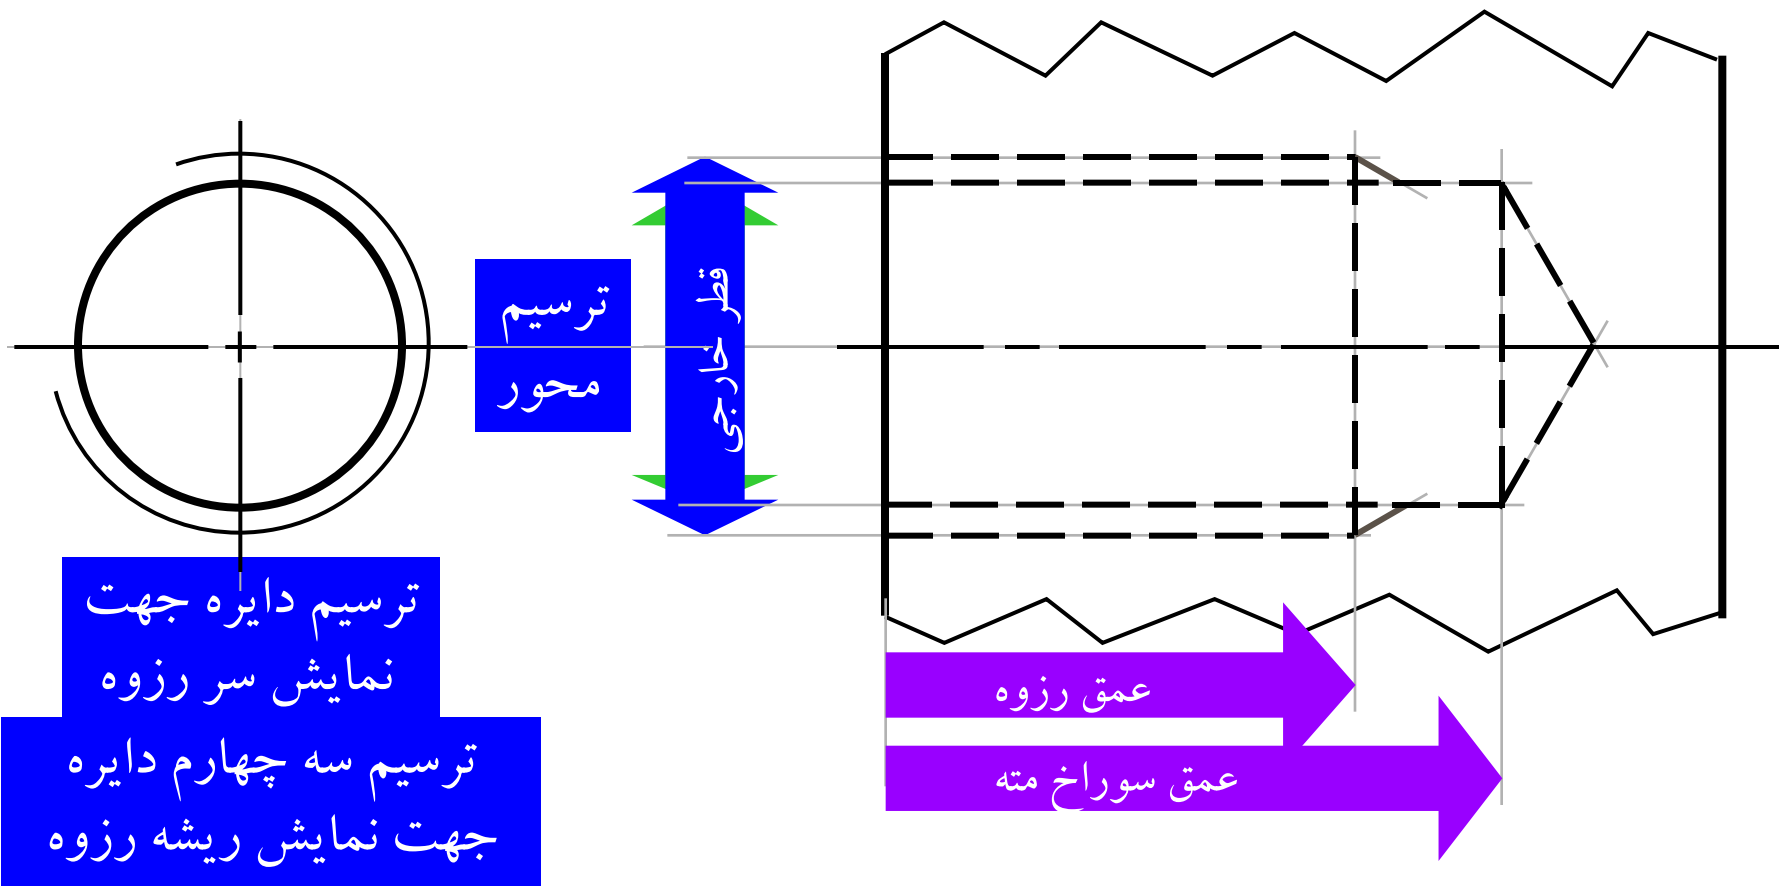 ترسیم
محور
قطر خارجی
ترسیم دایره جهت
نمایش سر رزوه
ترسیم سه چهارم دایره
جهت نمایش ریشه رزوه
عمق رزوه
عمق سوراخ مته